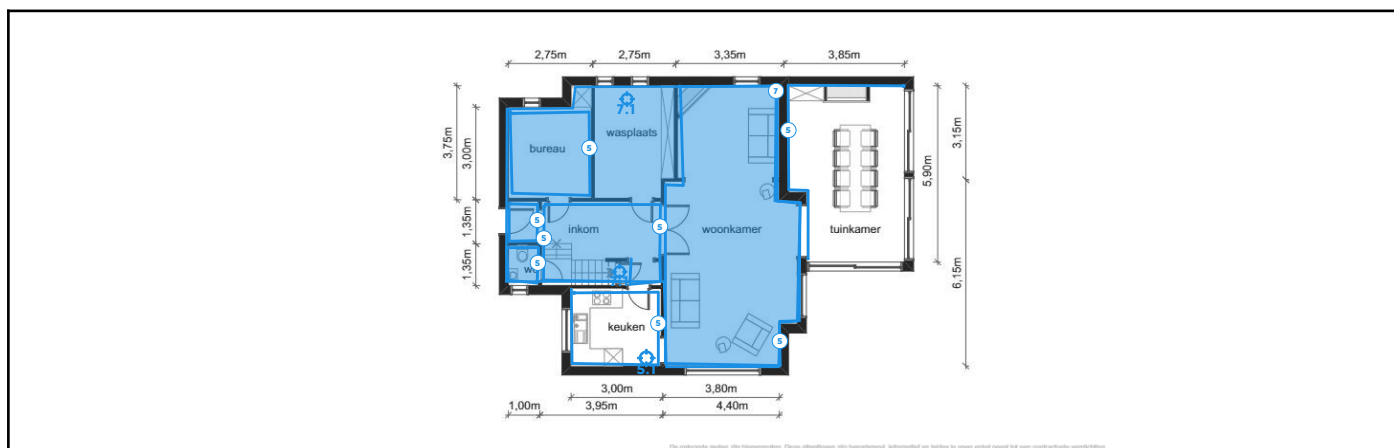 2,75m 2,75m 3,35m 3,85m
7
7.1
wasplaats
5
bureau
5
3,75m 3,00m
3,15m
5,90m
5
5
5
inkom
woonkamer
tuinkamer
1,35m
5
1,35m
6,15m
keuken
5
5
5.1
3,00m 3,80m
1,00m 3,95m 4,40m